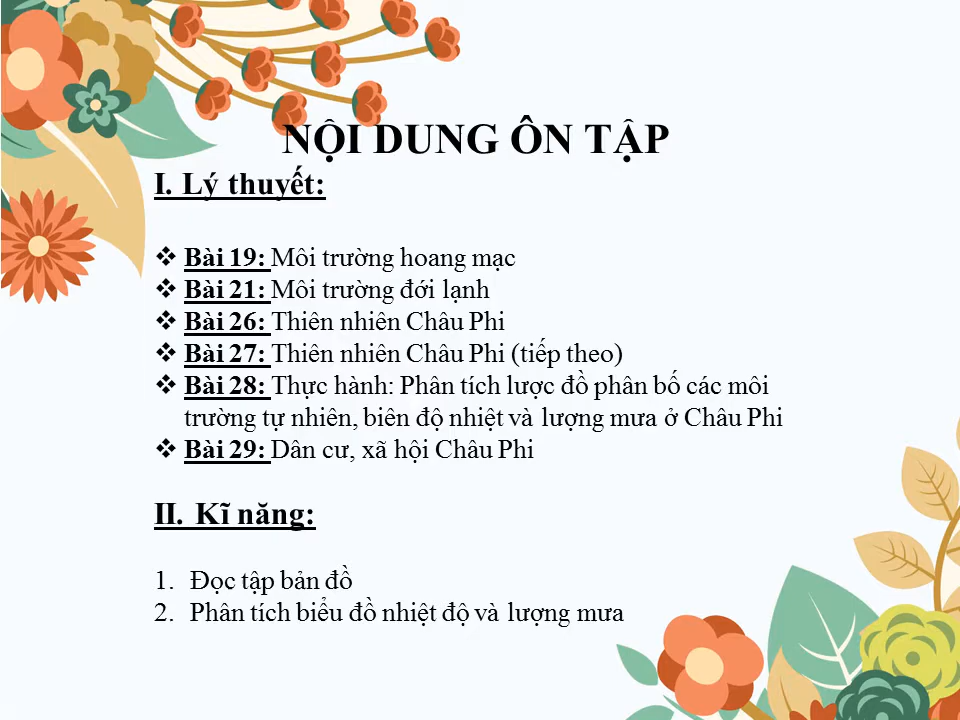 NỘI DUNG ÔN TẬP
I. Lý thuyết:
❖ Bài 19: Môi trường hoang mạc
❖ Bài 21: Môi trường đới lạnh
❖ Bài 26: Thiên nhiên Châu Phi
❖ Bài 27: Thiên nhiên Châu Phi (tiếp theo)
❖ Bài 28: Thực hành: Phân tích lược đồ phân bố các môi
trường tự nhiên, biên độ nhiệt và lượng mưa ở Châu Phi
❖ Bài 29: Dân cư, xã hội Châu Phi
II. Kĩ năng:
1. Đọc tập bản đồ
2. Phân tích biểu đồ nhiệt độ và lượng mưa